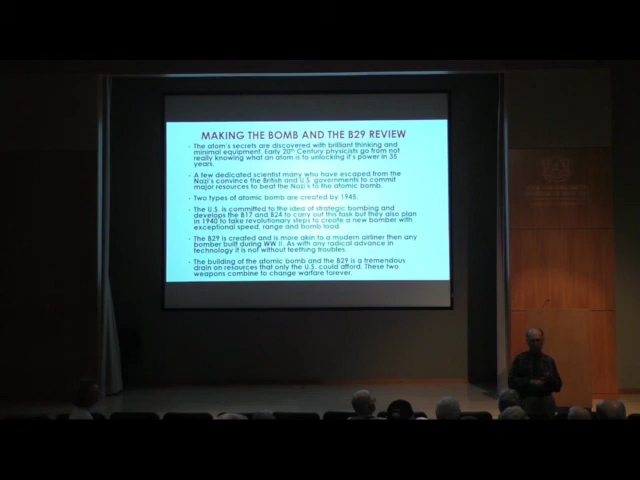 MAKING THE BOMB AND THE B29 REVIEW
- The atom's secrets are discovered with brilliant thinking and
minimal equipment. Early 20th Century physicists go from not
really knowing what an atom is to unlocking it's power in 35
years.
- A few dedicated scientist many who have escaped from the
Nazi's convince the British and U.S. governments to commit
major resources to beat the Nazi's to the atomic bomb.
- Two types of atomic bomb are created by 1945.
- The U.S. is committed to the idea of strategic bombing and
develops the B17 and B24 to carry out this task but they also plan
in 1940 to take revolutionary steps to create a new bomber with
exceptional speed, range and bomb load.
- The B29 is created and is more akin to a modern airliner then any
bomber built during WW II. As with any radical advance in
technology it is not without teething troubles.
- The building of the atomic bomb and the B29 is a tremendous
drain on resources that only the U.S. could afford. These two
weapons combine to change warfare forever.